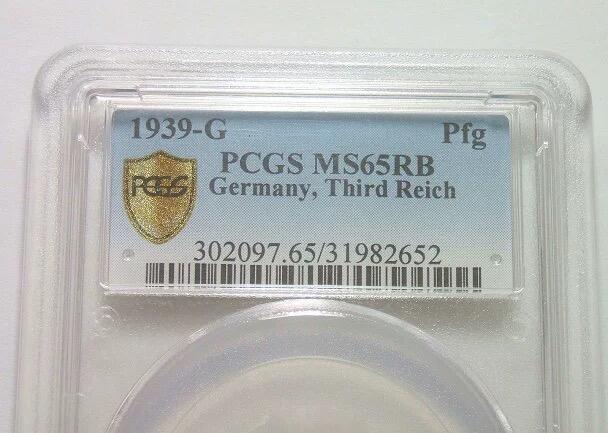 1939-G Pfg
PCGS MS65RB
PCGS Germany, Third Reich
302097.65/31982652